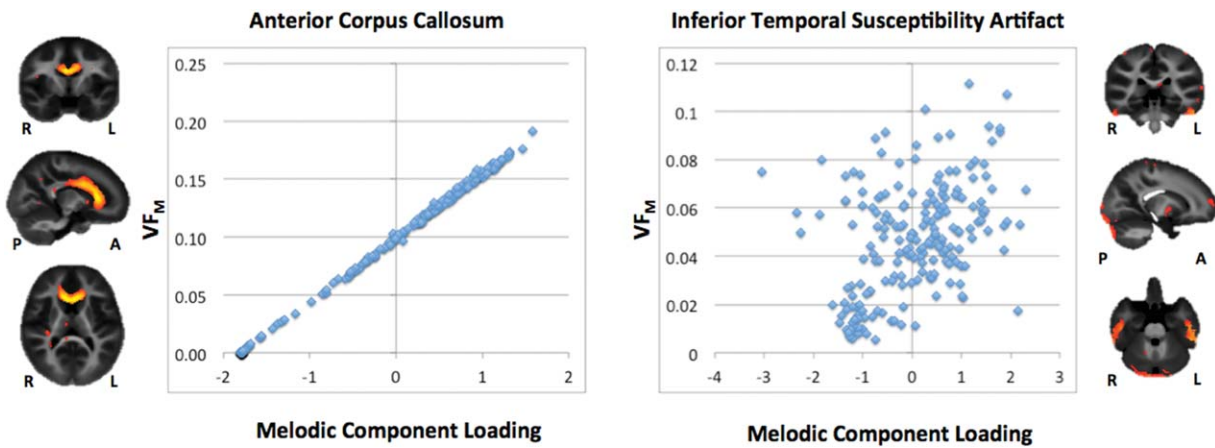 Anterior Corpus Callosum
Inferior Temporal Susceptibility Artifact
R L
P A
R L
VF_M
0.25
0.20
0.15
0.10
0.05
0.00
-2 -1 0 1 2
Melodic Component Loading
VF_M
0.12
0.1
0.08
0.06
0.04
0.02
0
-4 -3 -2 -1 0 1 2 3
Melodic Component Loading
R L
P A
R L